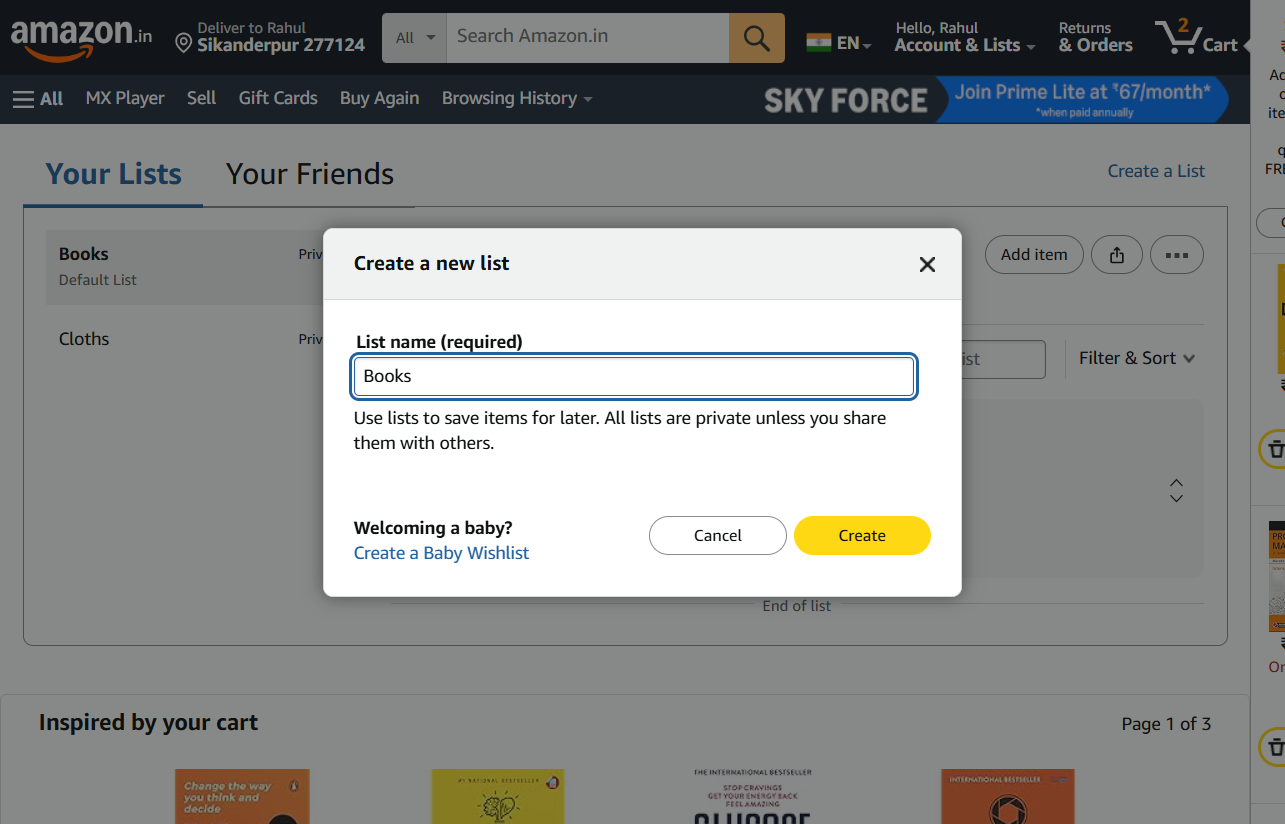 amazon.in
Deliver to Rahul
Sikanderpur 277124
All
Search Amazon.in
EN
Hello, Rahul
Account & Lists
Returns
& Orders
2
Cart
All
MX Player
Sell
Gift Cards
Buy Again
Browsing History
SKY FORCE
Join Prime Lite at ₹67/month*
*when paid annually
Your Lists
Your Friends
Create a List
Books
Default List
Cloths
Add item
Filter & Sort
Create a new list
List name (required)
Books
Use lists to save items for later. All lists are private unless you share
them with others.
Welcoming a baby?
Create a Baby Wishlist
Cancel
Create
End of list
Inspired by your cart
Page 1 of 3
Change the way
you think and
decide
#1 NATIONAL BESTSELLER
THE INTERNATIONAL BESTSELLER
STOP CRAVINGS
GET YOUR ENERGY BACK
FEEL AMAZING
INTERNATIONAL BESTSELLER